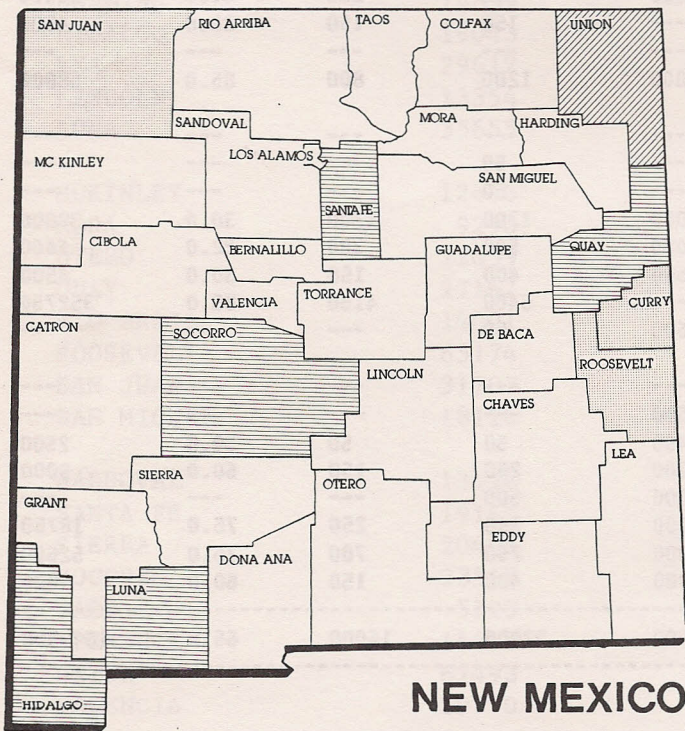 SAN JUAN
RIO ARRIBA
TAOS
COLFAX
UNION
SANDOVAL
MORA
HARDING
LOS ALAMOS
MC KINLEY
SAN MIGUEL
SANTA FE
CIBOLA
BERNALILLO
GUADALUPE
QUAY
VALENCIA
TORRANCE
CURRY
CATRON
SOCORRO
DE BACA
ROOSEVELT
LINCOLN
CHAVES
LEA
SIERRA
OTERO
GRANT
EDDY
DONA ANA
LUNA
HIDALGO
NEW MEXICO